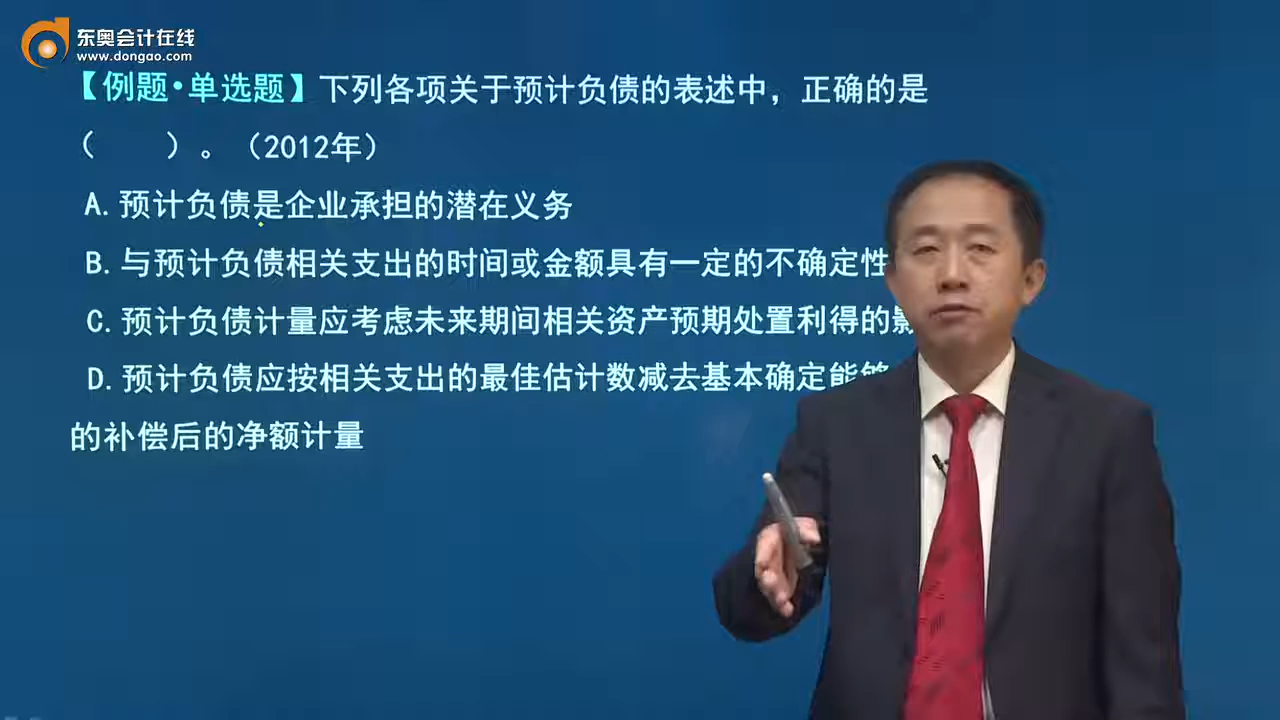 东奥会计在线
www.dongao.com
【例题·单选题】下列各项关于预计负债的表述中，正确的是
（　　）。（2012年）
A.预计负债是企业承担的潜在义务
B.与预计负债相关支出的时间或金额具有一定的不确定性
C.预计负债计量应考虑未来期间相关资产预期处置利得的
D.预计负债应按相关支出的最佳估计数减去基本确定能够
的补偿后的净额计量